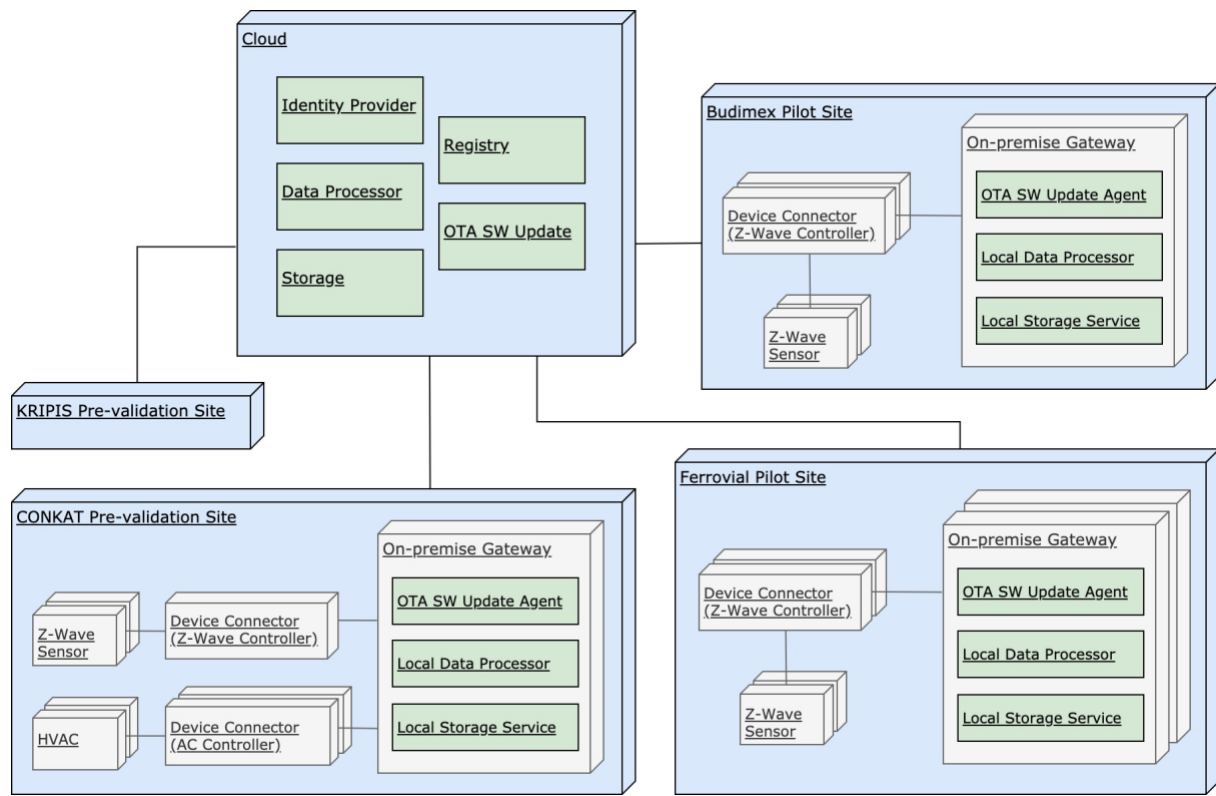 Cloud
Identity Provider
Registry
Data Processor
OTA SW Update
Storage
Budimex Pilot Site
On-premise Gateway
OTA SW Update Agent
Device Connector
(Z-Wave Controller)
Local Data Processor
Local Storage Service
Z-Wave
Sensor
KRIPIS Pre-validation Site
CONKAT Pre-validation Site
On-premise Gateway
OTA SW Update Agent
Z-Wave
Sensor
Device Connector
(Z-Wave Controller)
Local Data Processor
HVAC
Device Connector
(AC Controller)
Local Storage Service
Ferrovial Pilot Site
On-premise Gateway
Device Connector
(Z-Wave Controller)
OTA SW Update Agent
Local Data Processor
Z-Wave
Sensor
Local Storage Service